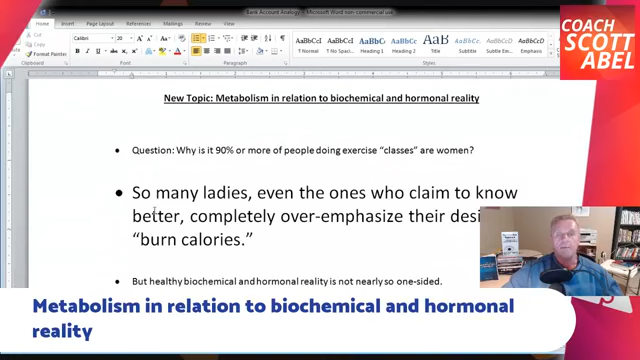 Bank Account Analogy - Microsoft Word non-commercial use
Home Insert Page Layout References Mailings Review View
Cut
Copy
Format Painter
Clipboard
Calibri 20
Font
Paragraph
AaBbCcI AaBbCcI AaBbC AaBbCc AaB AaBbCcI AaBbCcI AaBbCcI
¶ Normal ¶ No Spaci... Heading 1 Heading 2 Title Subtitle Subtle Em... Emphasis
Styles
COACH
SCOTT
ABEL
New Topic: Metabolism in relation to biochemical and hormonal reality
• Question: Why is it 90% or more of people doing exercise “classes” are women?
• So many ladies, even the ones who claim to know
better, completely over-emphasize their desi
“burn calories.”
• But healthy biochemical and hormonal reality is not nearly so one-sided.
Metabolism in relation to biochemical and hormonal
reality